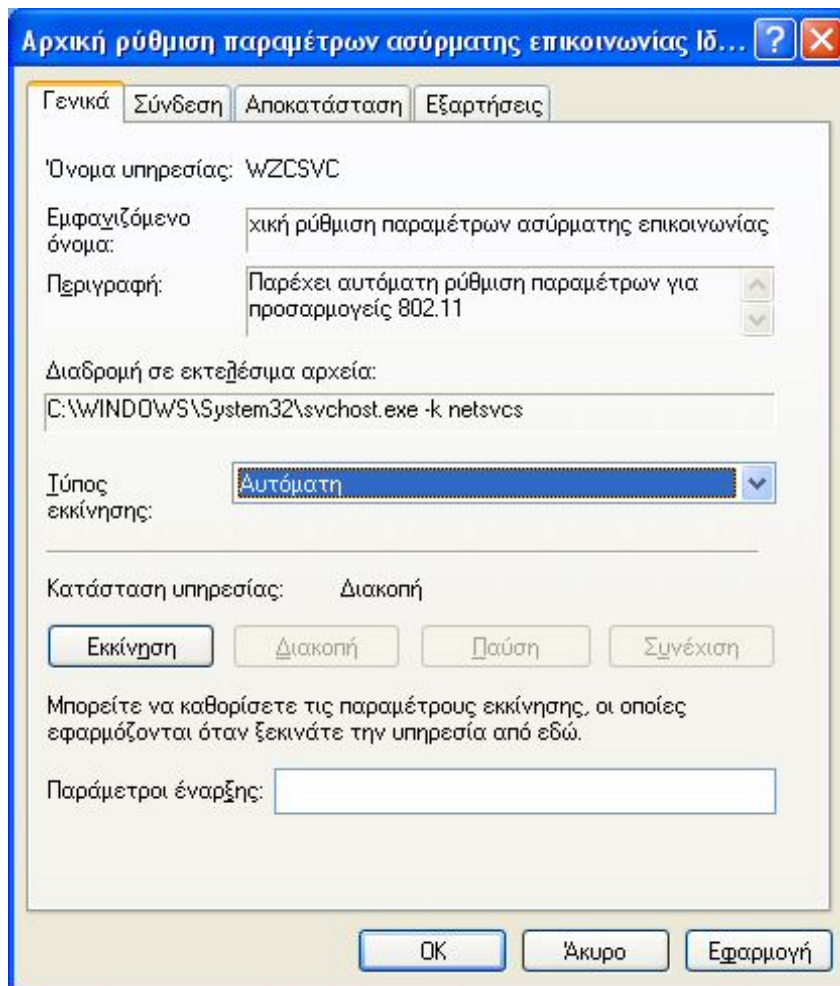 Αρχική ρύθμιση παραμέτρων ασύρματης επικοινωνίας Ιδ...
Γενικά Σύνδεση Αποκατάσταση Εξαρτήσεις
Όνομα υπηρεσίας: WZCSVC
Εμφανιζόμενο όνομα:
χική ρύθμιση παραμέτρων ασύρματης επικοινωνίας
Περιγραφή:
Παρέχει αυτόματη ρύθμιση παραμέτρων για
προσαρμογείς 802.11
Διαδρομή σε εκτελέσιμα αρχεία:
C:\WINDOWS\System32\svchost.exe -k netsvcs
Τύπος
εκκίνησης:
Αυτόματη
Κατάσταση υπηρεσίας: Διακοπή
Εκκίνηση Διακοπή Παύση Συνέχιση
Μπορείτε να καθορίσετε τις παραμέτρους εκκίνησης, οι οποίες
εφαρμόζονται όταν ξεκινάτε την υπηρεσία από εδώ.
Παράμετροι έναρξης:
OK Άκυρο Εφαρμογή